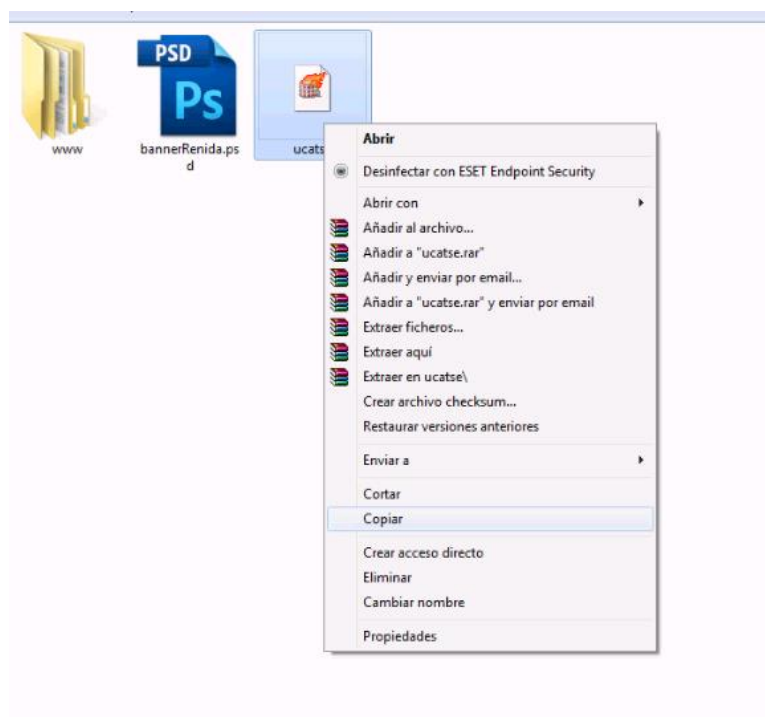 PSD
Ps
www
bannerRenida.ps
d
ucats
Abrir
Desinfectar con ESET Endpoint Security
Abrir con
Añadir al archivo...
Añadir a "ucatse.rar"
Añadir y enviar por email...
Añadir a "ucatse.rar" y enviar por email
Extraer ficheros...
Extraer aquí
Extraer en ucatse\
Crear archivo checksum...
Restaurar versiones anteriores
Enviar a
Cortar
Copiar
Crear acceso directo
Eliminar
Cambiar nombre
Propiedades